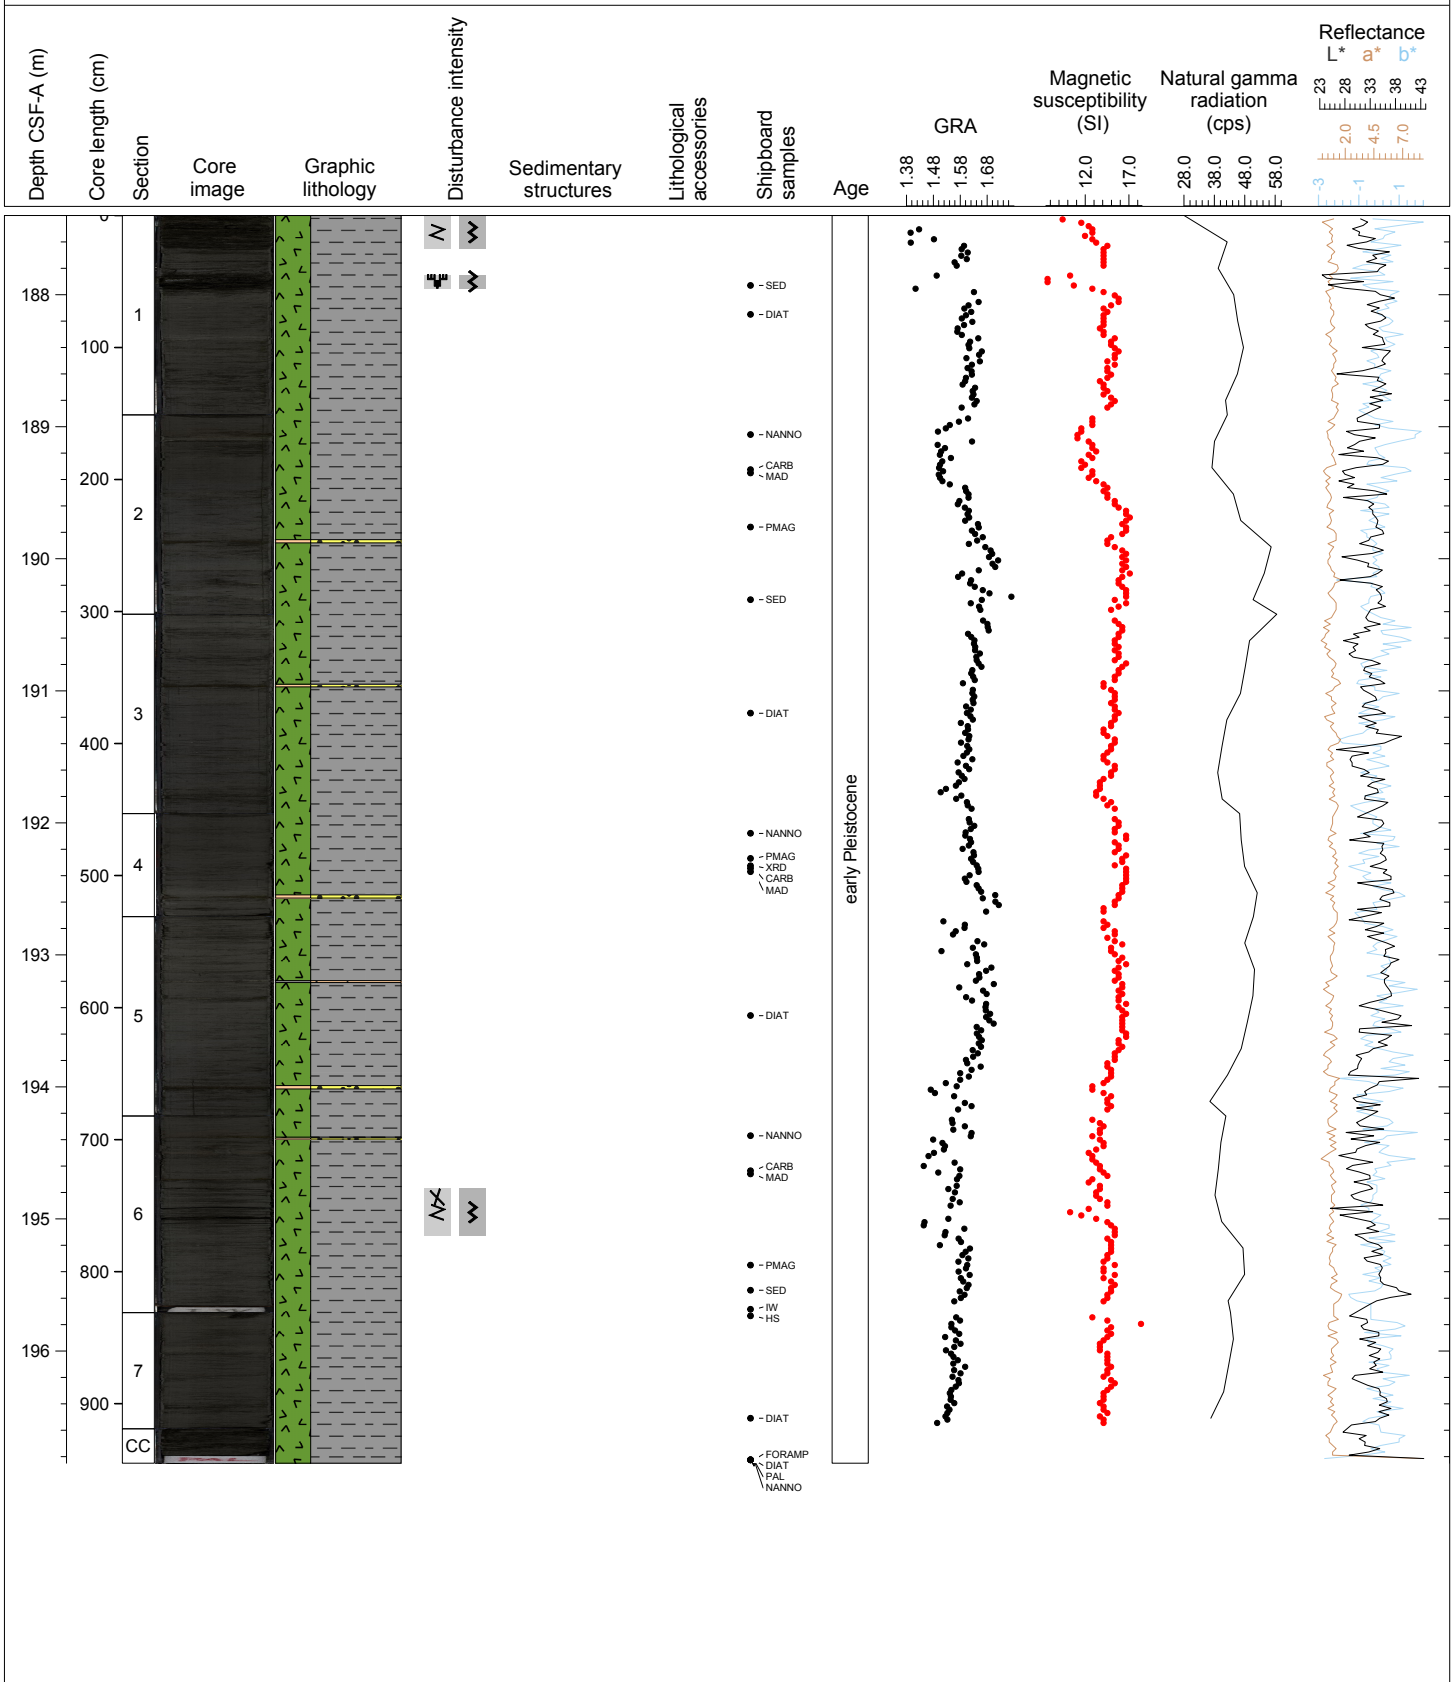 Depth CSF-A (m)
Core length (cm)
Section
Core
image
Graphic
lithology
Disturbance intensity
Sedimentary
structures
Lithological
accessories
Shipboard
samples
Age
GRA
1.38 1.48 1.58 1.68
Magnetic
susceptibility
(SI)
12.0 17.0
Natural gamma
radiation
(cps)
28.0 38.0 48.0 58.0
Reflectance
L* a* b*
23 28 33 38 43
2.0 4.5 7.0
-3 -1 1
0
188
1
SED
DIAT
100
189
NANNO
CARB
MAD
200
2
PMAG
190
SED
300
191
3
DIAT
400
192
NANNO
4
PMAG
XRD
CARB
MAD
500
early Pleistocene
193
600
5
DIAT
194
700
NANNO
CARB
MAD
195
6
PMAG
800
SED
IW
HS
196
7
900
DIAT
CC
PAL
FORAMP
DIAT
PAL
NANNO